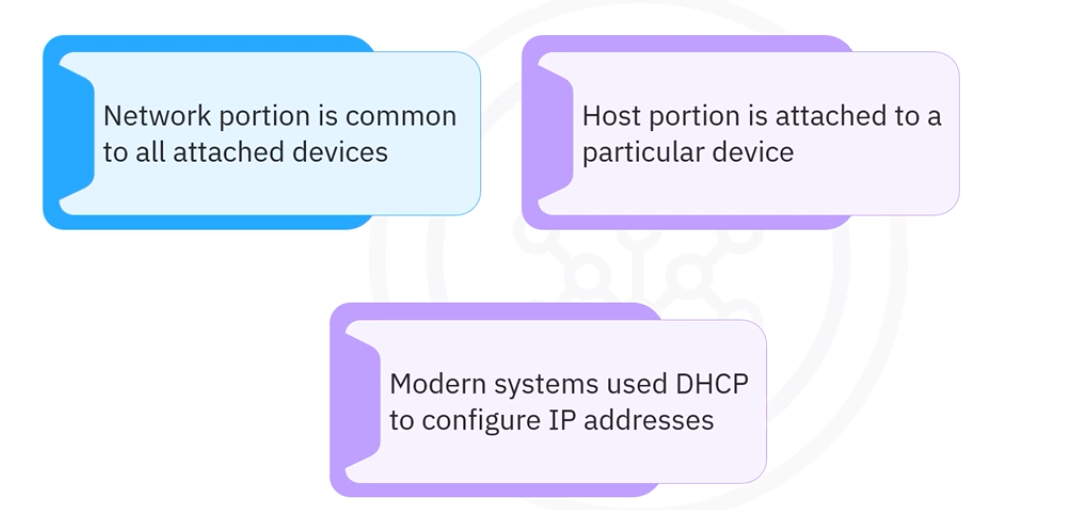 Network portion is common
to all attached devices
Host portion is attached to a
particular device
Modern systems used DHCP
to configure IP addresses